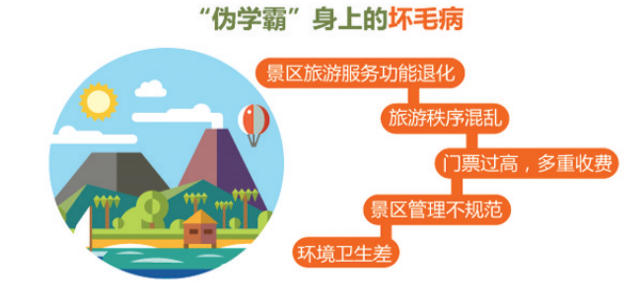 “伪学霸”身上的坏毛病
景区旅游服务功能退化
旅游秩序混乱
门票过高，多重收费
景区管理不规范
环境卫生差